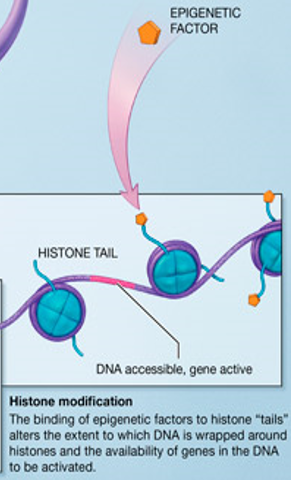 EPIGENETIC
FACTOR
HISTONE TAIL
DNA accessible, gene active
Histone modification
The binding of epigenetic factors to histone “tails”
alters the extent to which DNA is wrapped around
histones and the availability of genes in the DNA
to be activated.